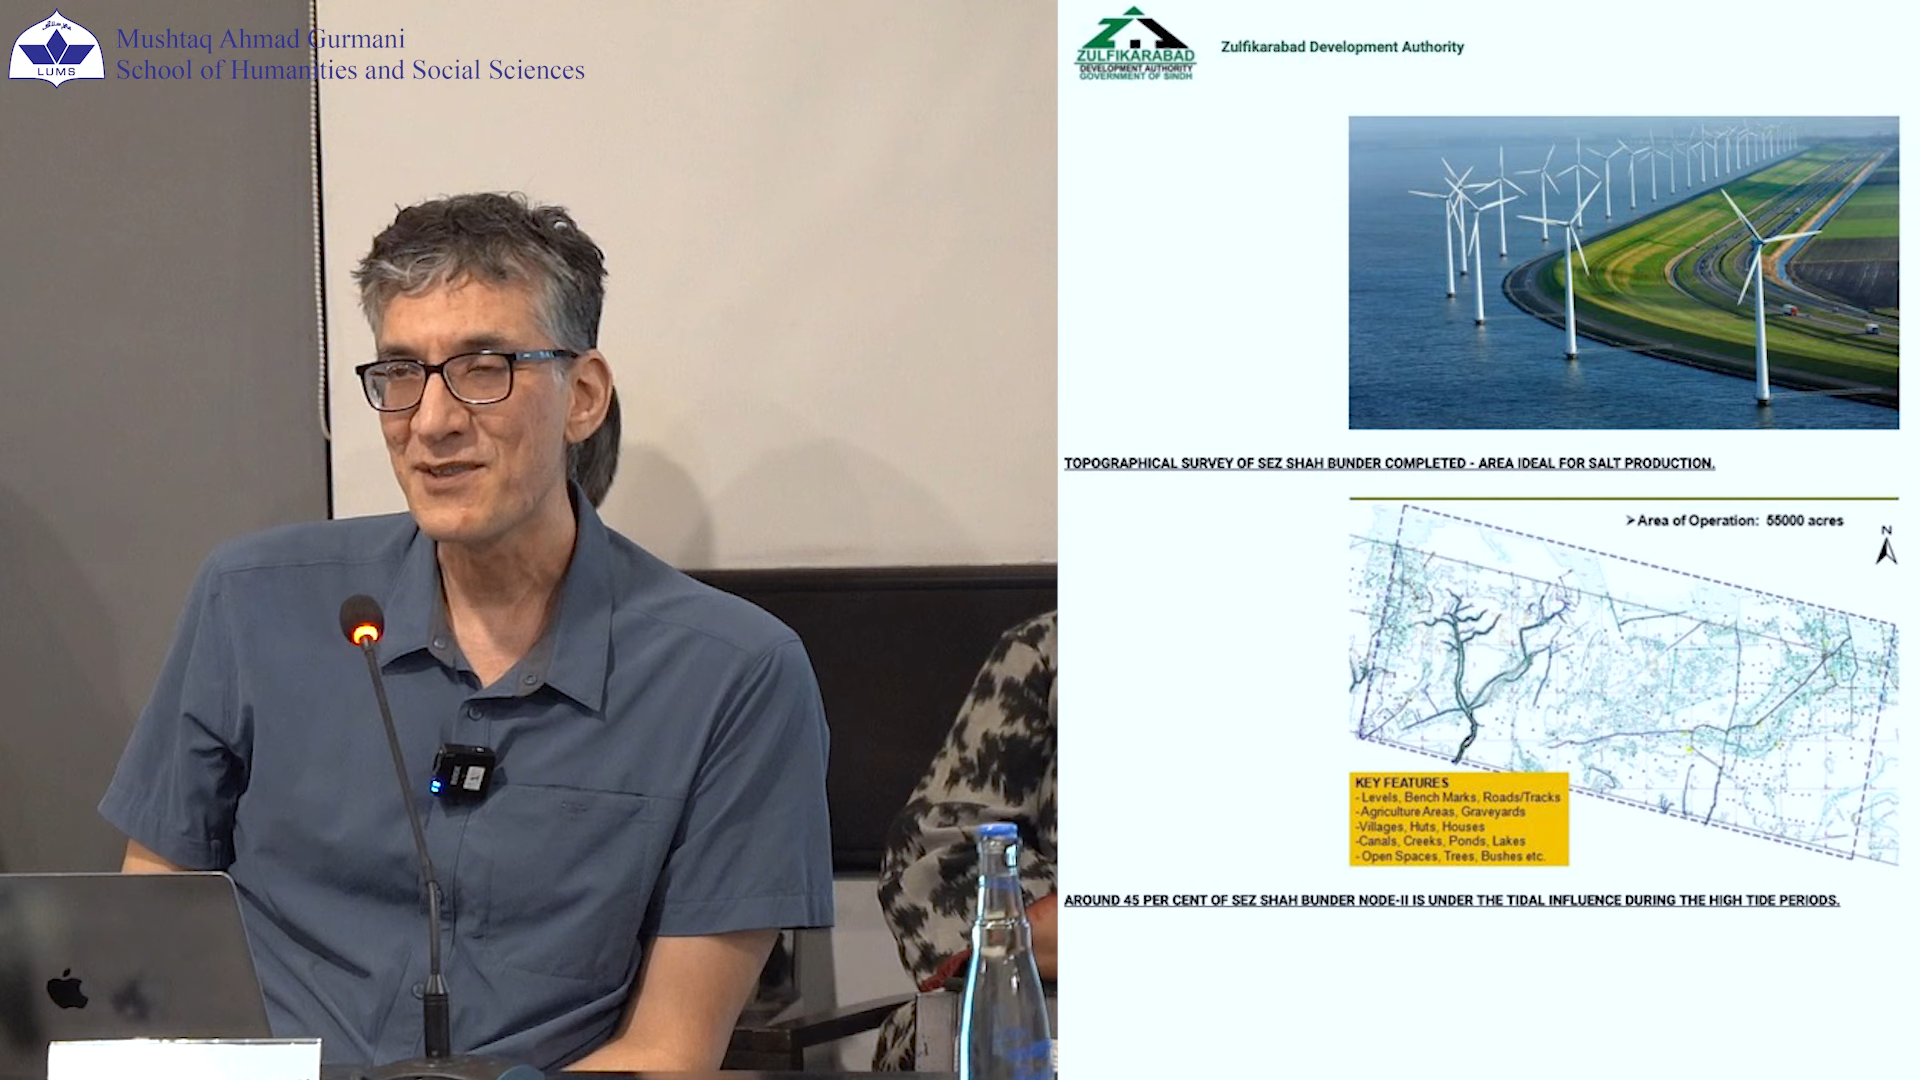 LUMS
Mushtaq Ahmad Gurmani
School of Humanities and Social Sciences
ZULFIKARABAD
DEVELOPMENT AUTHORITY
GOVERNMENT OF SINDH
Zulfikarabad Development Authority
TOPOGRAPHICAL SURVEY OF SEZ SHAH BUNDER COMPLETED - AREA IDEAL FOR SALT PRODUCTION.
➢Area of Operation: 55000 acres
N
KEY FEATURES
- Levels, Bench Marks, Roads/Tracks
- Agriculture Areas, Graveyards
-Villages, Huts, Houses
-Canals, Creeks, Ponds, Lakes
- Open Spaces, Trees, Bushes etc.
AROUND 45 PER CENT OF SEZ SHAH BUNDER NODE-II IS UNDER THE TIDAL INFLUENCE DURING THE HIGH TIDE PERIODS.